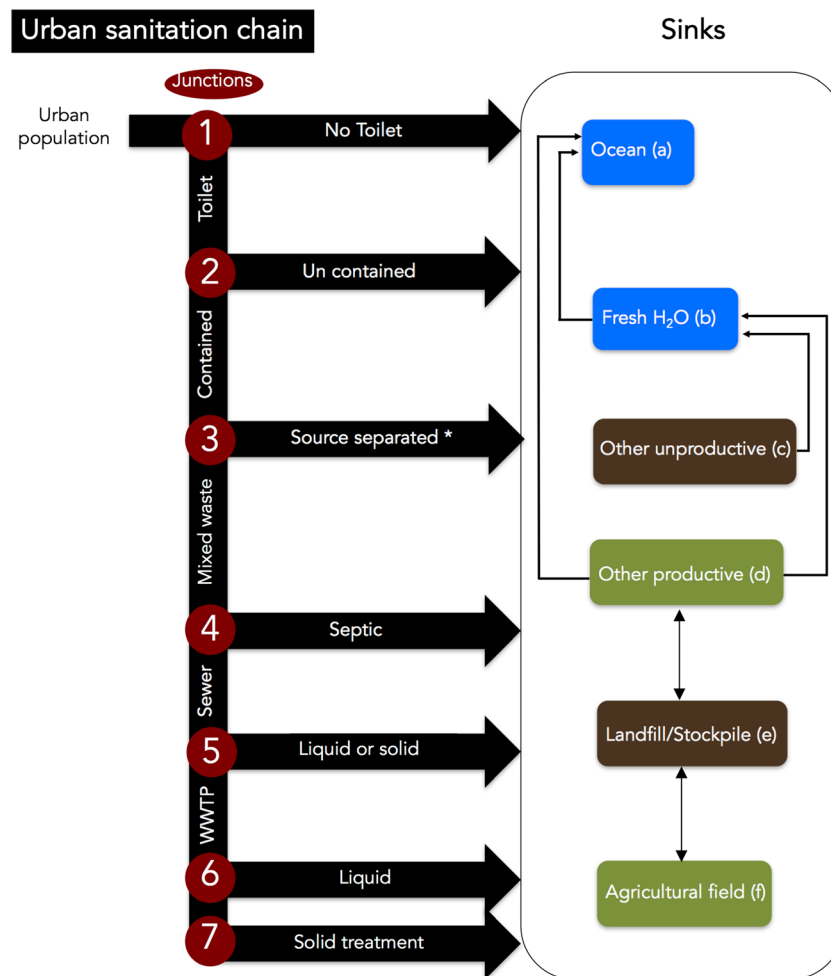 Urban sanitation chain
Sinks
Junctions
Urban
population
1
No Toilet
Ocean (a)
Toilet
2
Un contained
Fresh H₂O (b)
Contained
3
Source separated *
Other unproductive (c)
Mixed waste
Other productive (d)
4
Septic
Sewer
Landfill/Stockpile (e)
5
Liquid or solid
WWTP
6
Liquid
Agricultural field (f)
7
Solid treatment